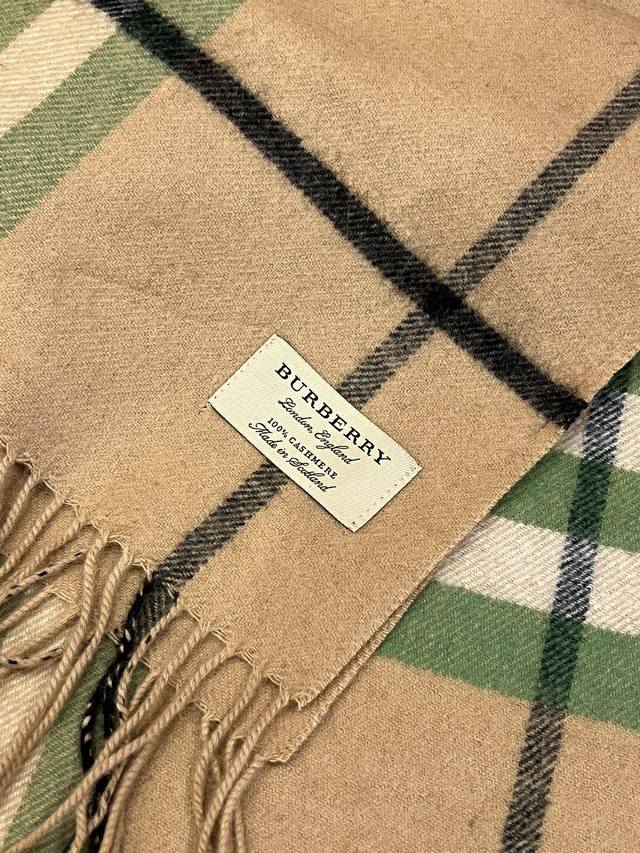 BURBERRY
London, England
100% CASHMERE
Made in Scotland